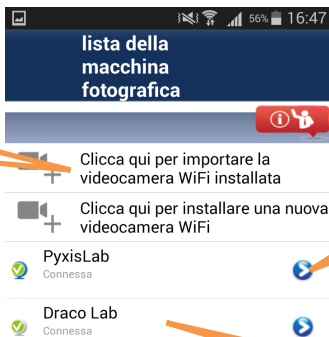 56% 16:47
lista della
macchina
fotografica
Clicca qui per importare la
videocamera WiFi installata
Clicca qui per installare una nuova
videocamera WiFi
PyxisLab
Connessa
Draco Lab
Connessa